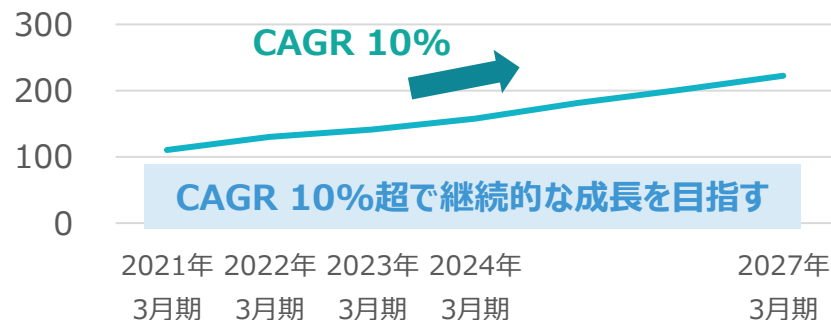 300
CAGR 10%
200
100
CAGR 10%超で継続的な成長を目指す
0
2021年 2022年 2023年 2024年 2027年
3月期 3月期 3月期 3月期 3月期